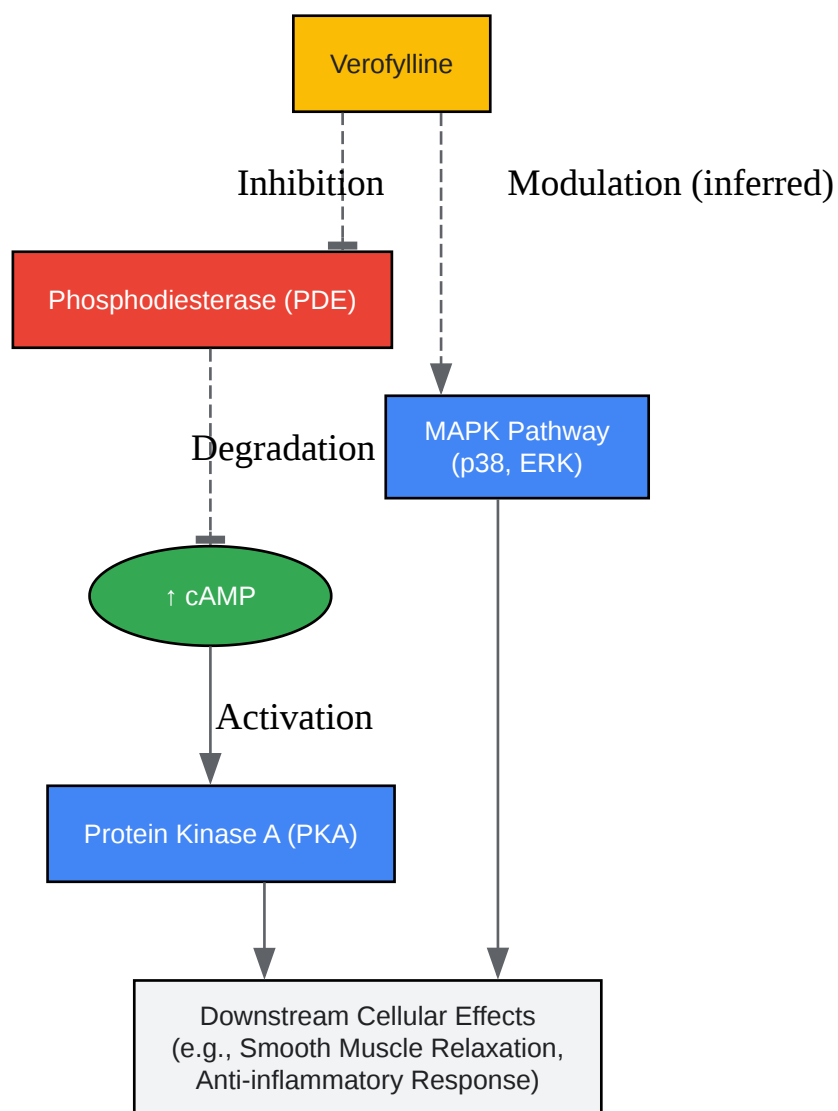 Verofylline
Inhibition
Modulation (inferred)
Phosphodiesterase (PDE)
Degradation
MAPK Pathway
(p38, ERK)
↑ cAMP
Activation
Protein Kinase A (PKA)
Downstream Cellular Effects
(e.g., Smooth Muscle Relaxation,
Anti-inflammatory Response)